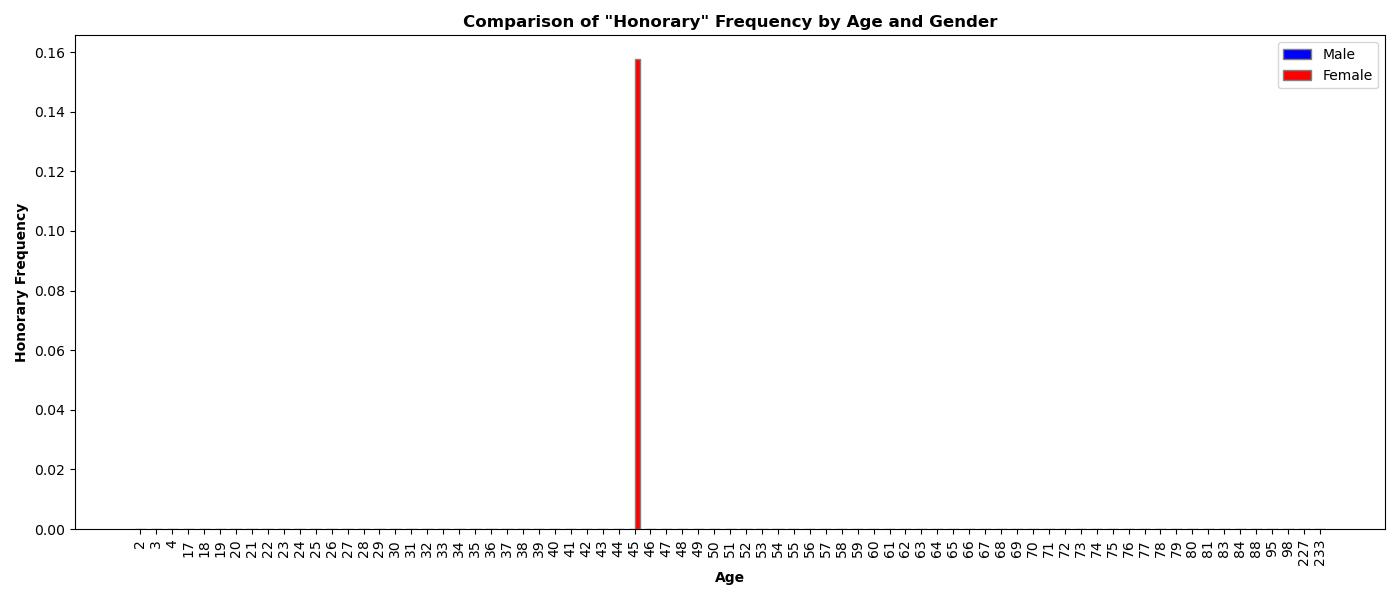 Comparison of "Honorary" Frequency by Age and Gender
Male
Female
Honorary Frequency
0.16
0.14
0.12
0.10
0.08
0.06
0.04
0.02
0.00
2 3 4 17 18 19 20 21 22 23 24 25 26 27 28 29 30 31 32 33 34 35 36 37 38 39 40 41 42 43 44 45 46 47 48 49 50 51 52 53 54 55 56 57 58 59 60 61 62 63 64 65 66 67 68 69 70 71 72 73 74 75 76 77 78 79 80 81 83 84 88 95 98 227 233
Age